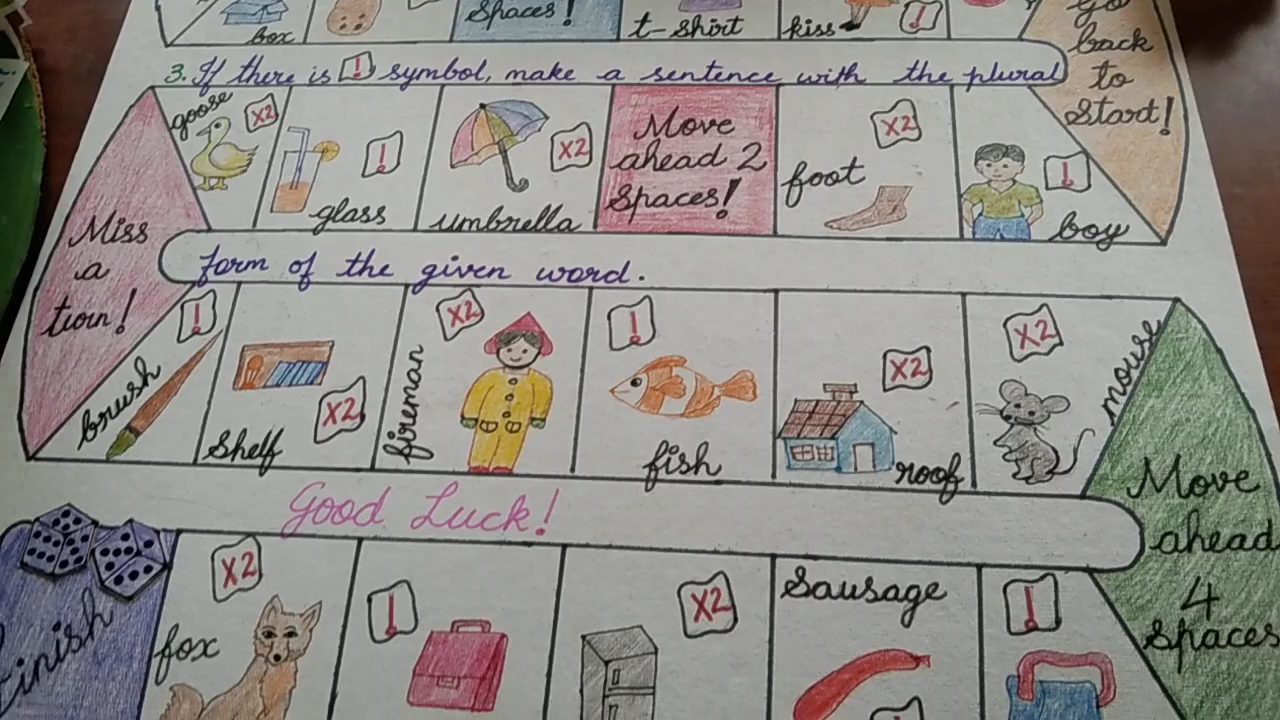 box
Spaces!
t-shirt
kiss
!
Go
back
to
Start!
3. If there is ! symbol, make a sentence with the plural
goose
X2
glass
!
umbrella
X2
Move
ahead 2
Spaces!
foot
X2
boy
!
Miss
a
turn!
form of the given word.
brush
!
Shelf
X2
fireman
X2
fish
!
roof
X2
mouse
X2
Move
ahead
4
Spaces
Good Luck!
Finish
fox
X2
!
X2
Sausage
!